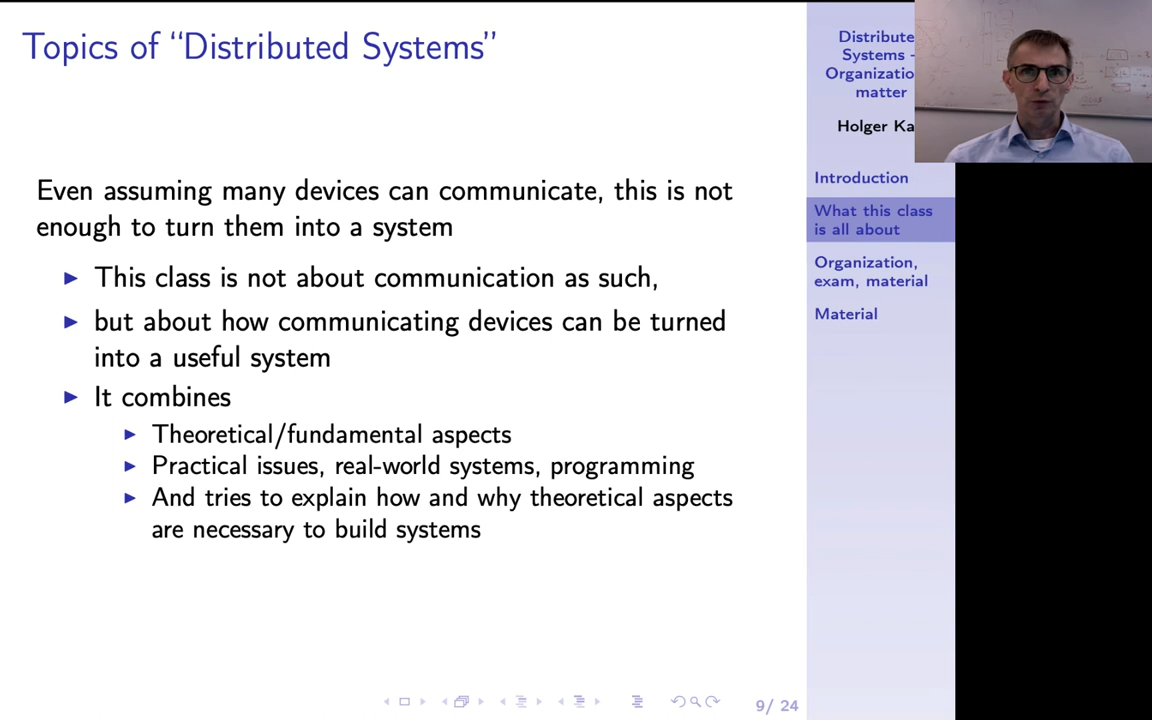 Topics of “Distributed Systems”
Even assuming many devices can communicate, this is not
enough to turn them into a system
This class is not about communication as such,
but about how communicating devices can be turned
into a useful system
It combines
Theoretical/fundamental aspects
Practical issues, real-world systems, programming
And tries to explain how and why theoretical aspects
are necessary to build systems
Distribute
Systems -
Organizatio
matter
Holger Ka
Introduction
What this class
is all about
Organization,
exam, material
Material
9/ 24